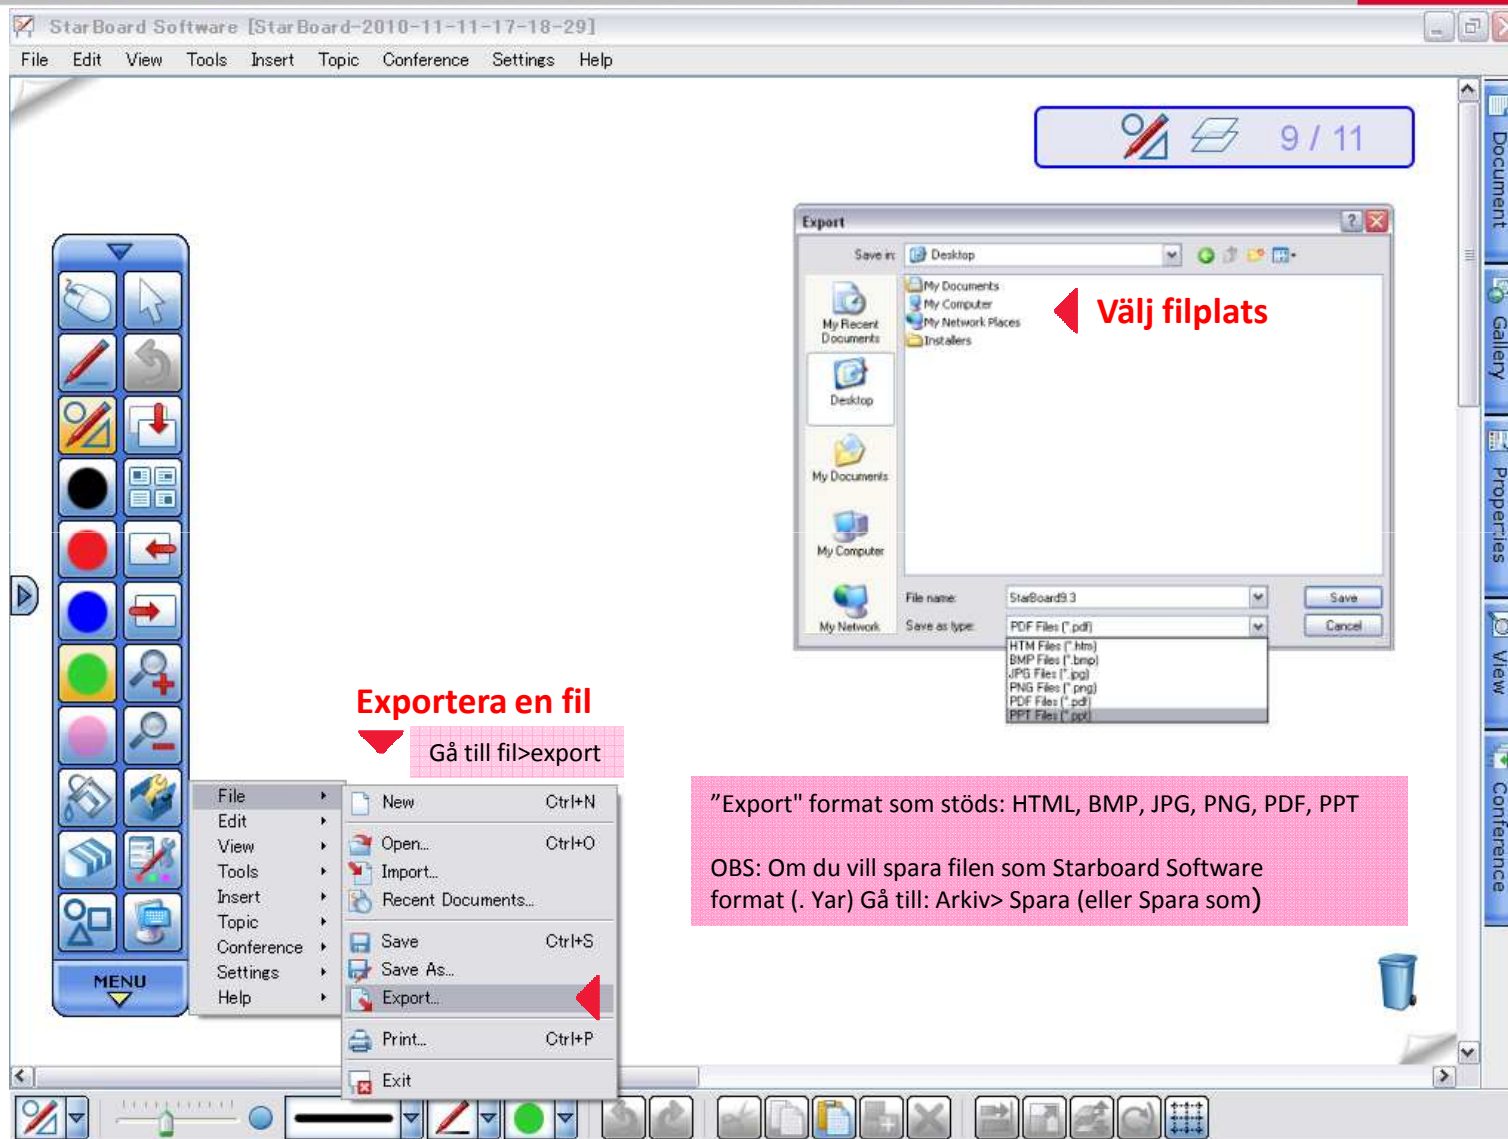 StarBoard Software [StarBoard-2010-11-11-17-18-29]
File Edit View Tools Insert Topic Conference Settings Help
9 / 11
Document
Gallery
Properties
View
Conference
Export
Save in: Desktop
My Documents
My Computer
My Network Places
Installers
Välj filplats
My Recent
Documents
Desktop
My Documents
My Computer
My Network
File name: StarBoard9.3 Save
Save as type: PDF Files (*.pdf) Cancel
HTM Files (*.htm)
BMP Files (*.bmp)
JPG Files (*.jpg)
PNG Files (*.png)
PDF Files (*.pdf)
PPT Files (*.ppt)
Exportera en fil
Gå till fil>export
MENU
File
Edit
View
Tools
Insert
Topic
Conference
Settings
Help
New Ctrl+N
Open... Ctrl+O
Import...
Recent Documents...
Save Ctrl+S
Save As...
Export...
Print... Ctrl+P
Exit
”Export" format som stöds: HTML, BMP, JPG, PNG, PDF, PPT
OBS: Om du vill spara filen som Starboard Software
format (. Yar) Gå till: Arkiv> Spara (eller Spara som)